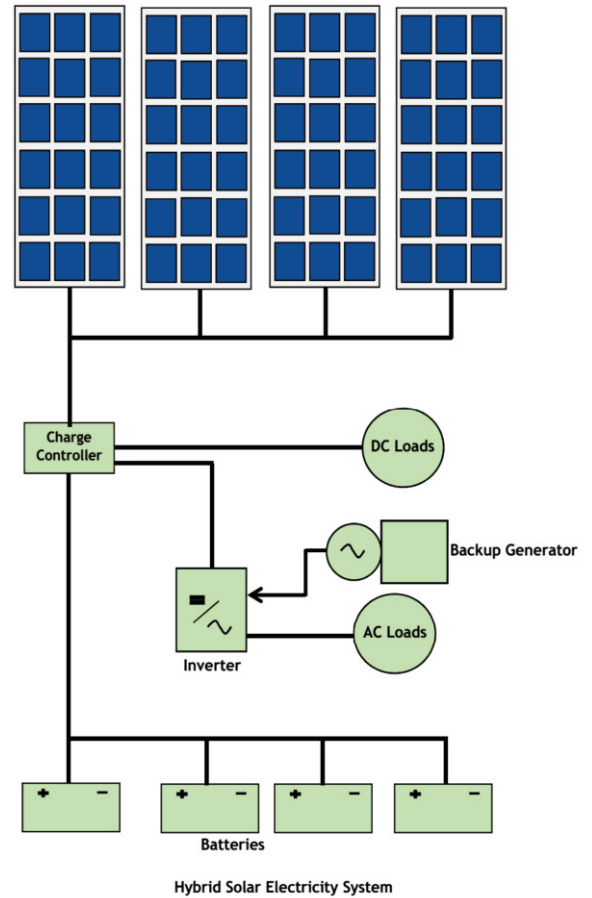 Charge
Controller
DC Loads
Backup Generator
AC Loads
Inverter
+ −
+ −
+ −
+ −
Batteries
Hybrid Solar Electricity System